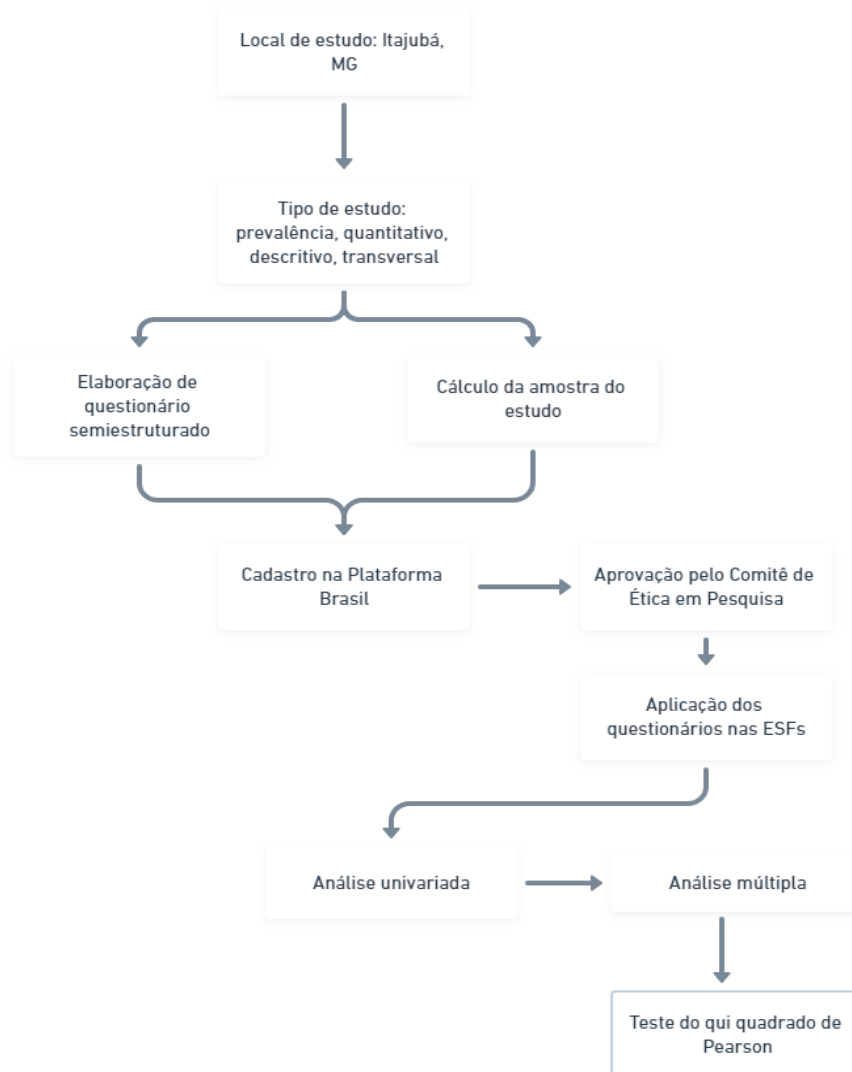 Local de estudo: Itajubá,
MG
Tipo de estudo:
prevalência, quantitativo,
descritivo, transversal
Elaboração de
questionário
semiestruturado
Cálculo da amostra do
estudo
Cadastro na Plataforma
Brasil
Aprovação pelo Comitê de
Ética em Pesquisa
Aplicação dos
questionários nas ESFs
Análise univariada
Análise múltipla
Teste do qui quadrado de
Pearson